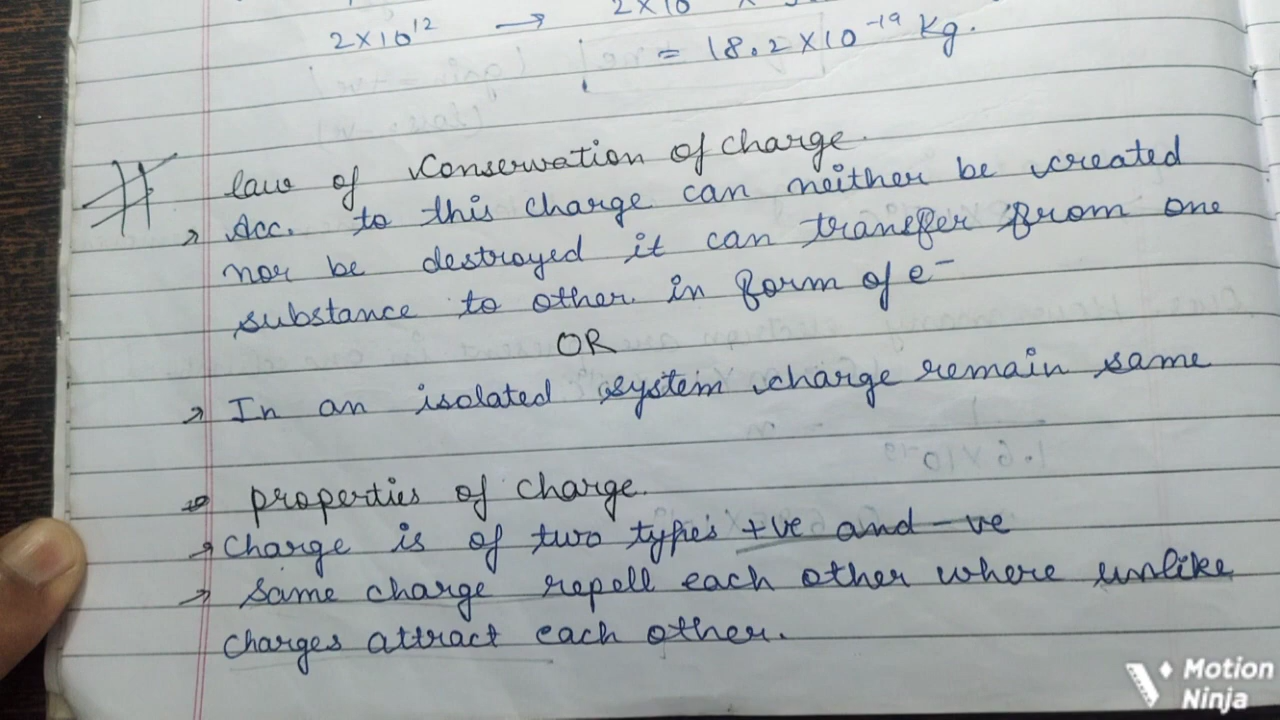 2×10¹² → 2×10
= 18.2×10⁻¹⁹ Kg.
# law of Conservation of charge.
→ Acc. to this charge can neither be created
nor be destroyed it can transfer from one
substance to other in form of e⁻
OR
→ In an isolated system charge remain same
→ properties of charge.
→ Charge is of two types +ve and -ve
→ Same charge repell each other where unlike
charges attract each other.
Motion
Ninja